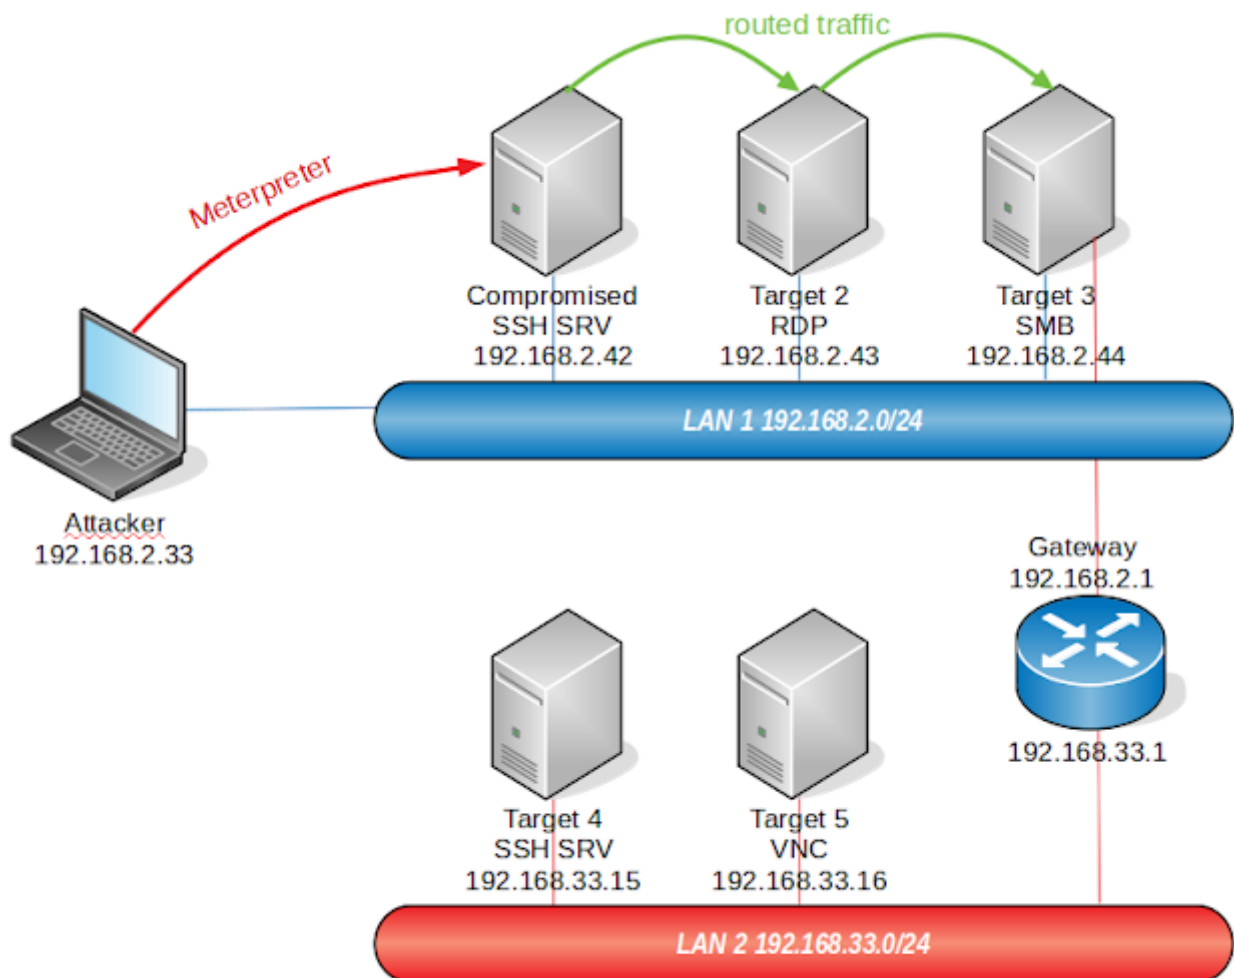 routed traffic
Meterpreter
Compromised
SSH SRV
192.168.2.42
Target 2
RDP
192.168.2.43
Target 3
SMB
192.168.2.44
LAN 1 192.168.2.0/24
Attacker
192.168.2.33
Gateway
192.168.2.1
192.168.33.1
Target 4
SSH SRV
192.168.33.15
Target 5
VNC
192.168.33.16
LAN 2 192.168.33.0/24